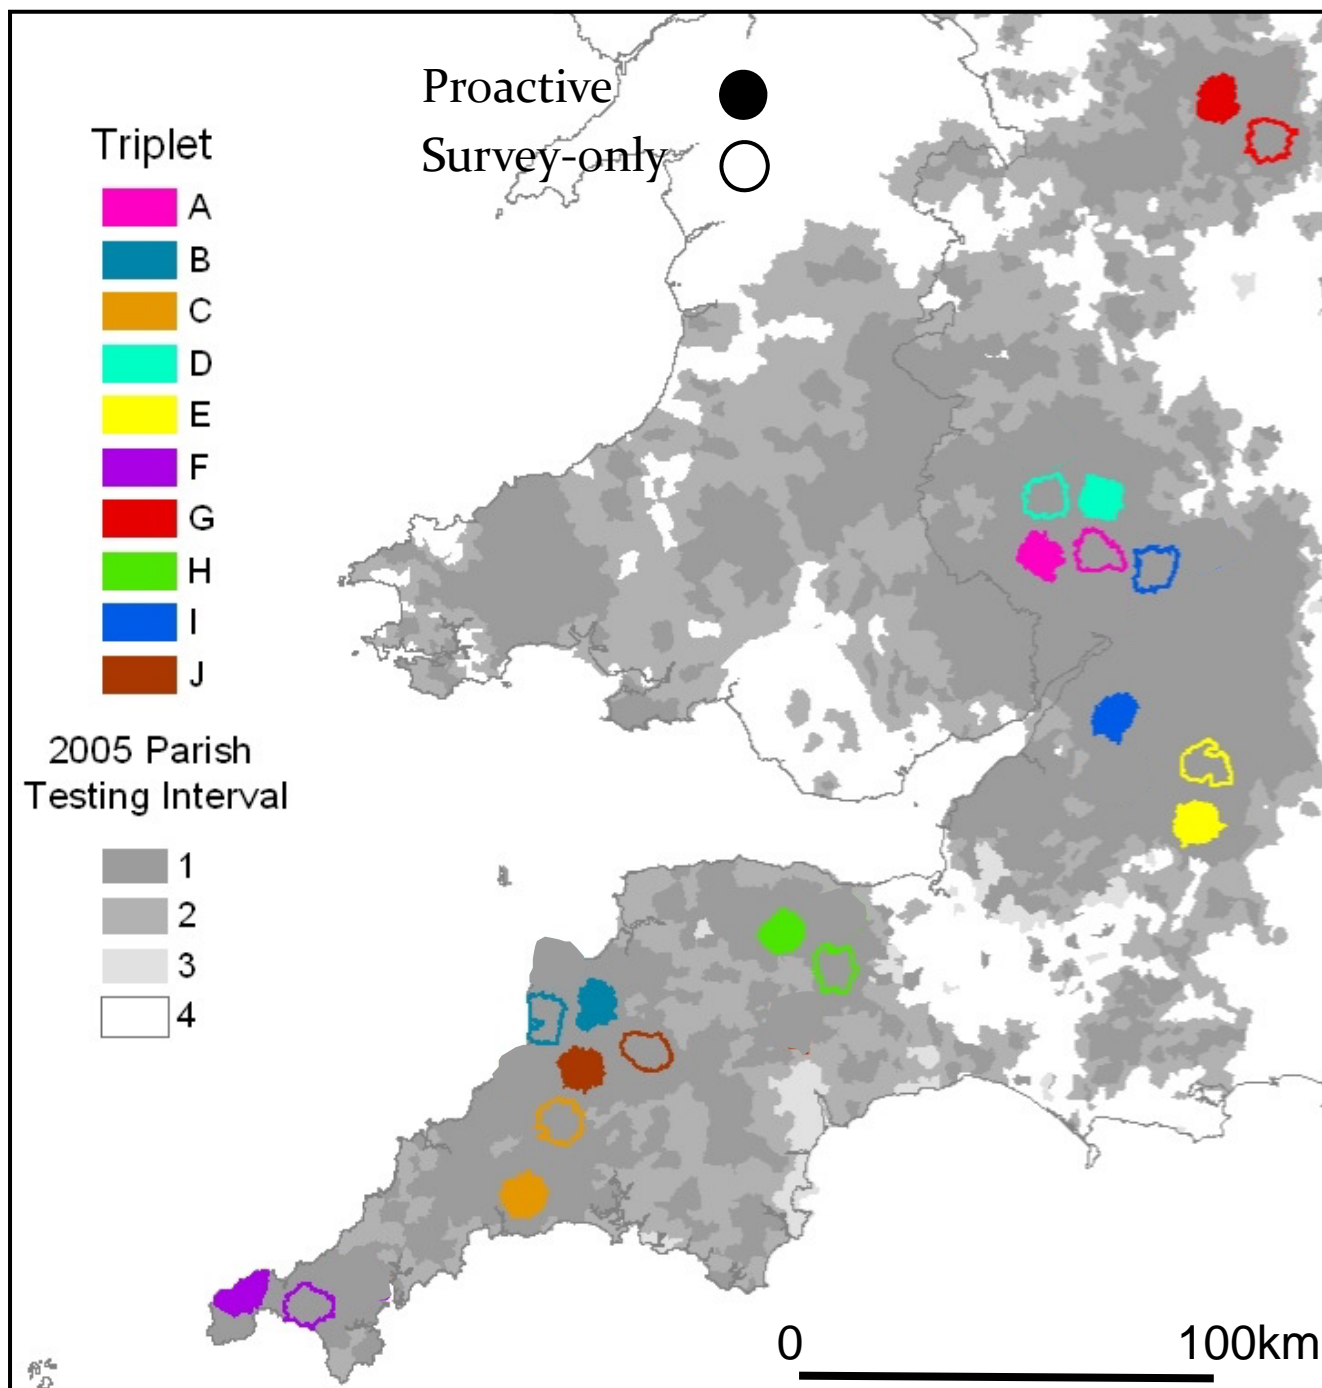 Proactive
Survey-only
Triplet
A
B
C
D
E
F
G
H
I
J
2005 Parish
Testing Interval
1
2
3
4
0 100km